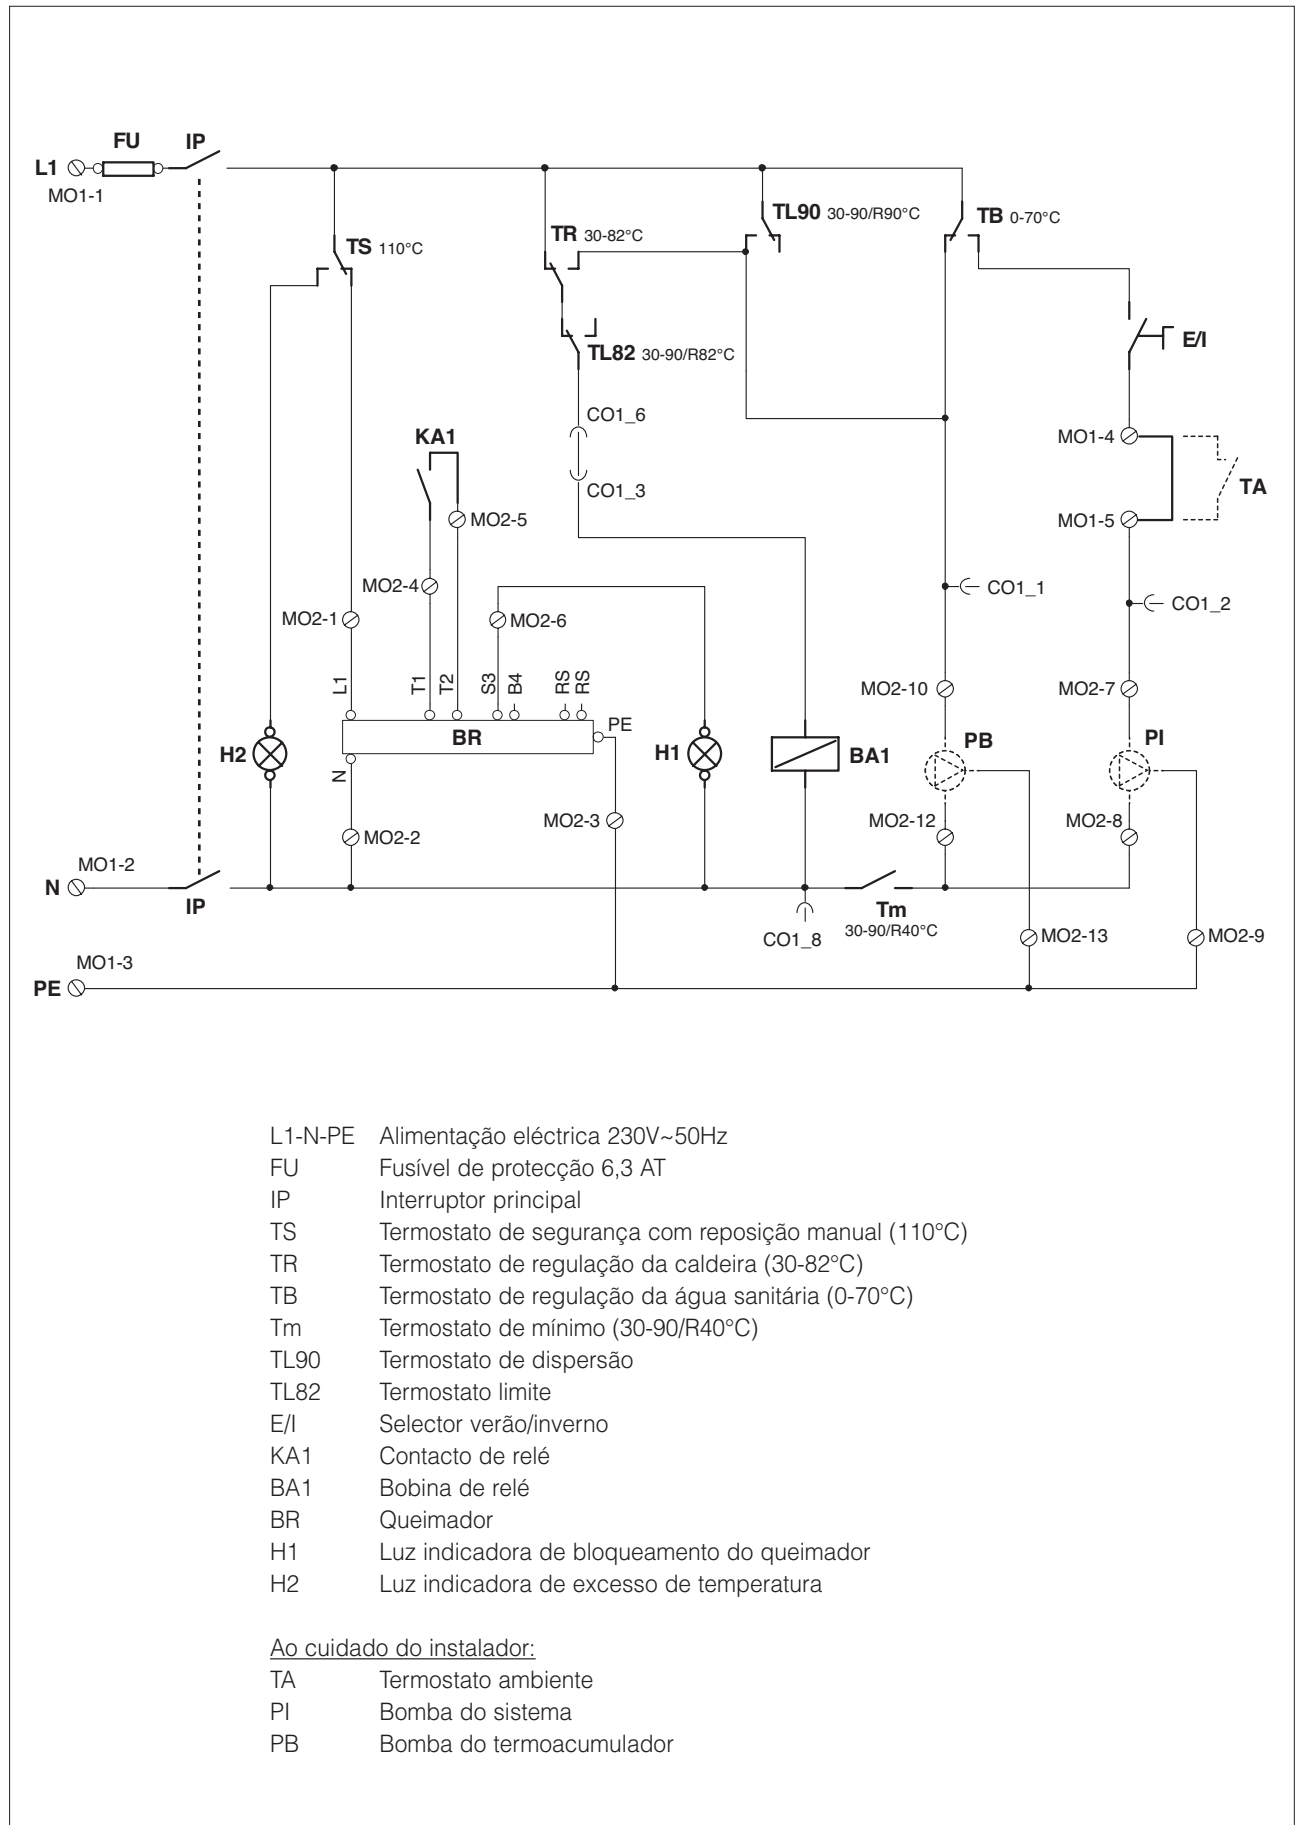 FU
IP
L1
MO1-1
TS 110°C
TR 30-82°C
TL90 30-90/R90°C
TB 0-70°C
TL82 30-90/R82°C
E/I
CO1_6
KA1
MO1-4
CO1_3
TA
MO2-5
MO1-5
MO2-4
CO1_1
CO1_2
MO2-1
MO2-6
L1
T1
T2
S3
B4
RS
RS
MO2-10
MO2-7
PE
H2
BR
H1
BA1
PB
PI
N
MO2-2
MO2-3
MO2-12
MO2-8
MO1-2
N
IP
Tm
30-90/R40°C
CO1_8
MO2-13
MO2-9
MO1-3
PE
L1-N-PE Alimentação eléctrica 230V~50Hz
FU Fusível de protecção 6,3 AT
IP Interruptor principal
TS Termostato de segurança com reposição manual (110°C)
TR Termostato de regulação da caldeira (30-82°C)
TB Termostato de regulação da água sanitária (0-70°C)
Tm Termostato de mínimo (30-90/R40°C)
TL90 Termostato de dispersão
TL82 Termostato limite
E/I Selector verão/inverno
KA1 Contacto de relé
BA1 Bobina de relé
BR Queimador
H1 Luz indicadora de bloqueamento do queimador
H2 Luz indicadora de excesso de temperatura
Ao cuidado do instalador:
TA Termostato ambiente
PI Bomba do sistema
PB Bomba do termoacumulador